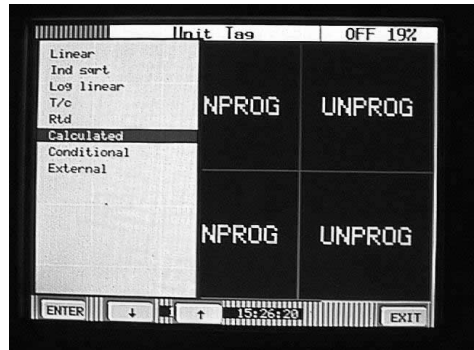 Unit Tag OFF 19%
Linear
Ind sqrt
Log linear
T/c
Rtd
Calculated
Conditional
External
NPROG UNPROG
NPROG UNPROG
ENTER ↓ ↑ 15:26:20 EXIT